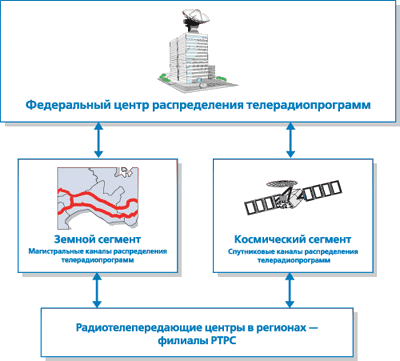 Федеральный центр распределения телерадиопрограмм
Земной сегмент
Магистральные каналы распределения
телерадиопрограмм
Космический сегмент
Спутниковые каналы распределения
телерадиопрограмм
Радиотелепередающие центры в регионах —
филиалы РТРС